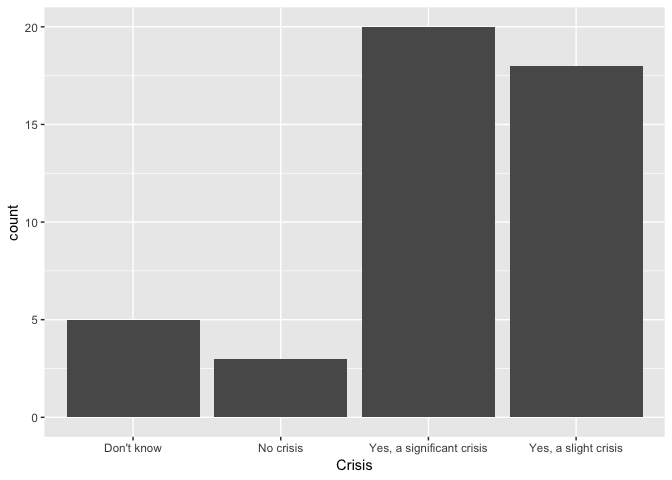 20
15
10
5
0
count
Don't know
No crisis
Yes, a significant crisis
Yes, a slight crisis
Crisis